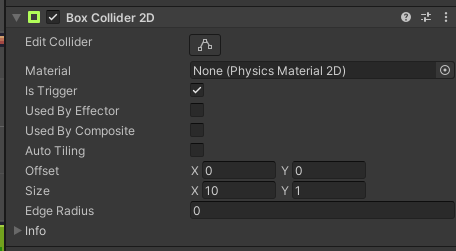 Box Collider 2D
Edit Collider
Material None (Physics Material 2D)
Is Trigger
Used By Effector
Used By Composite
Auto Tiling
Offset X 0 Y 0
Size X 10 Y 1
Edge Radius 0
Info